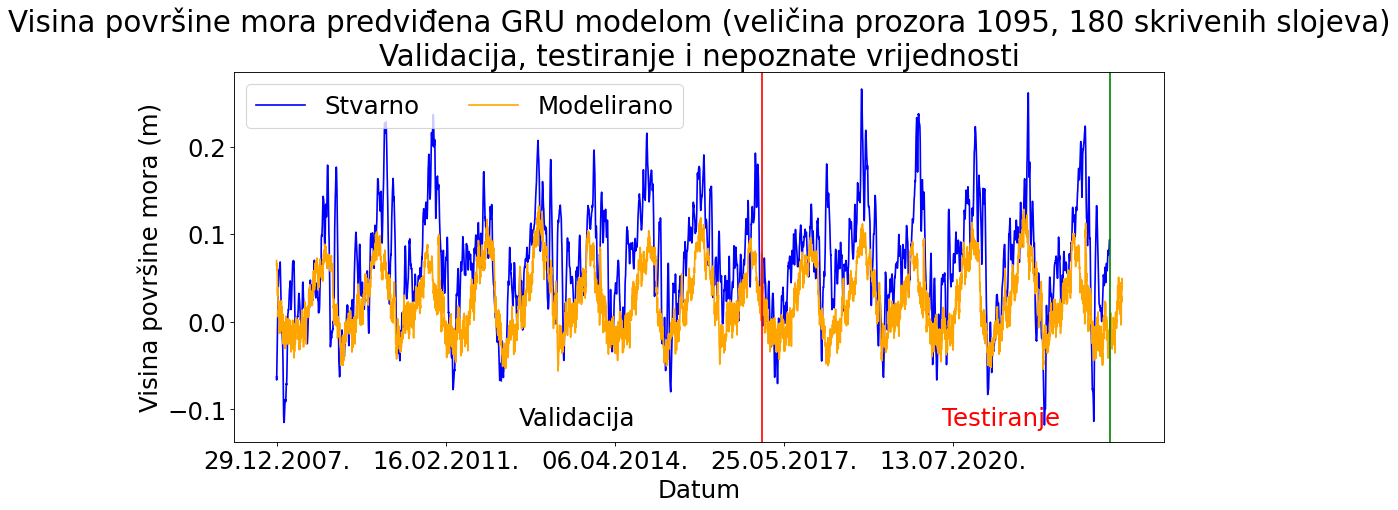 Visina površine mora predviđena GRU modelom (veličina prozora 1095, 180 skrivenih slojeva)
Validacija, testiranje i nepoznate vrijednosti
Stvarno
Modelirano
Visina površine mora (m)
0.2
0.1
0.0
−0.1
Validacija
Testiranje
29.12.2007.
16.02.2011.
06.04.2014.
25.05.2017.
13.07.2020.
Datum